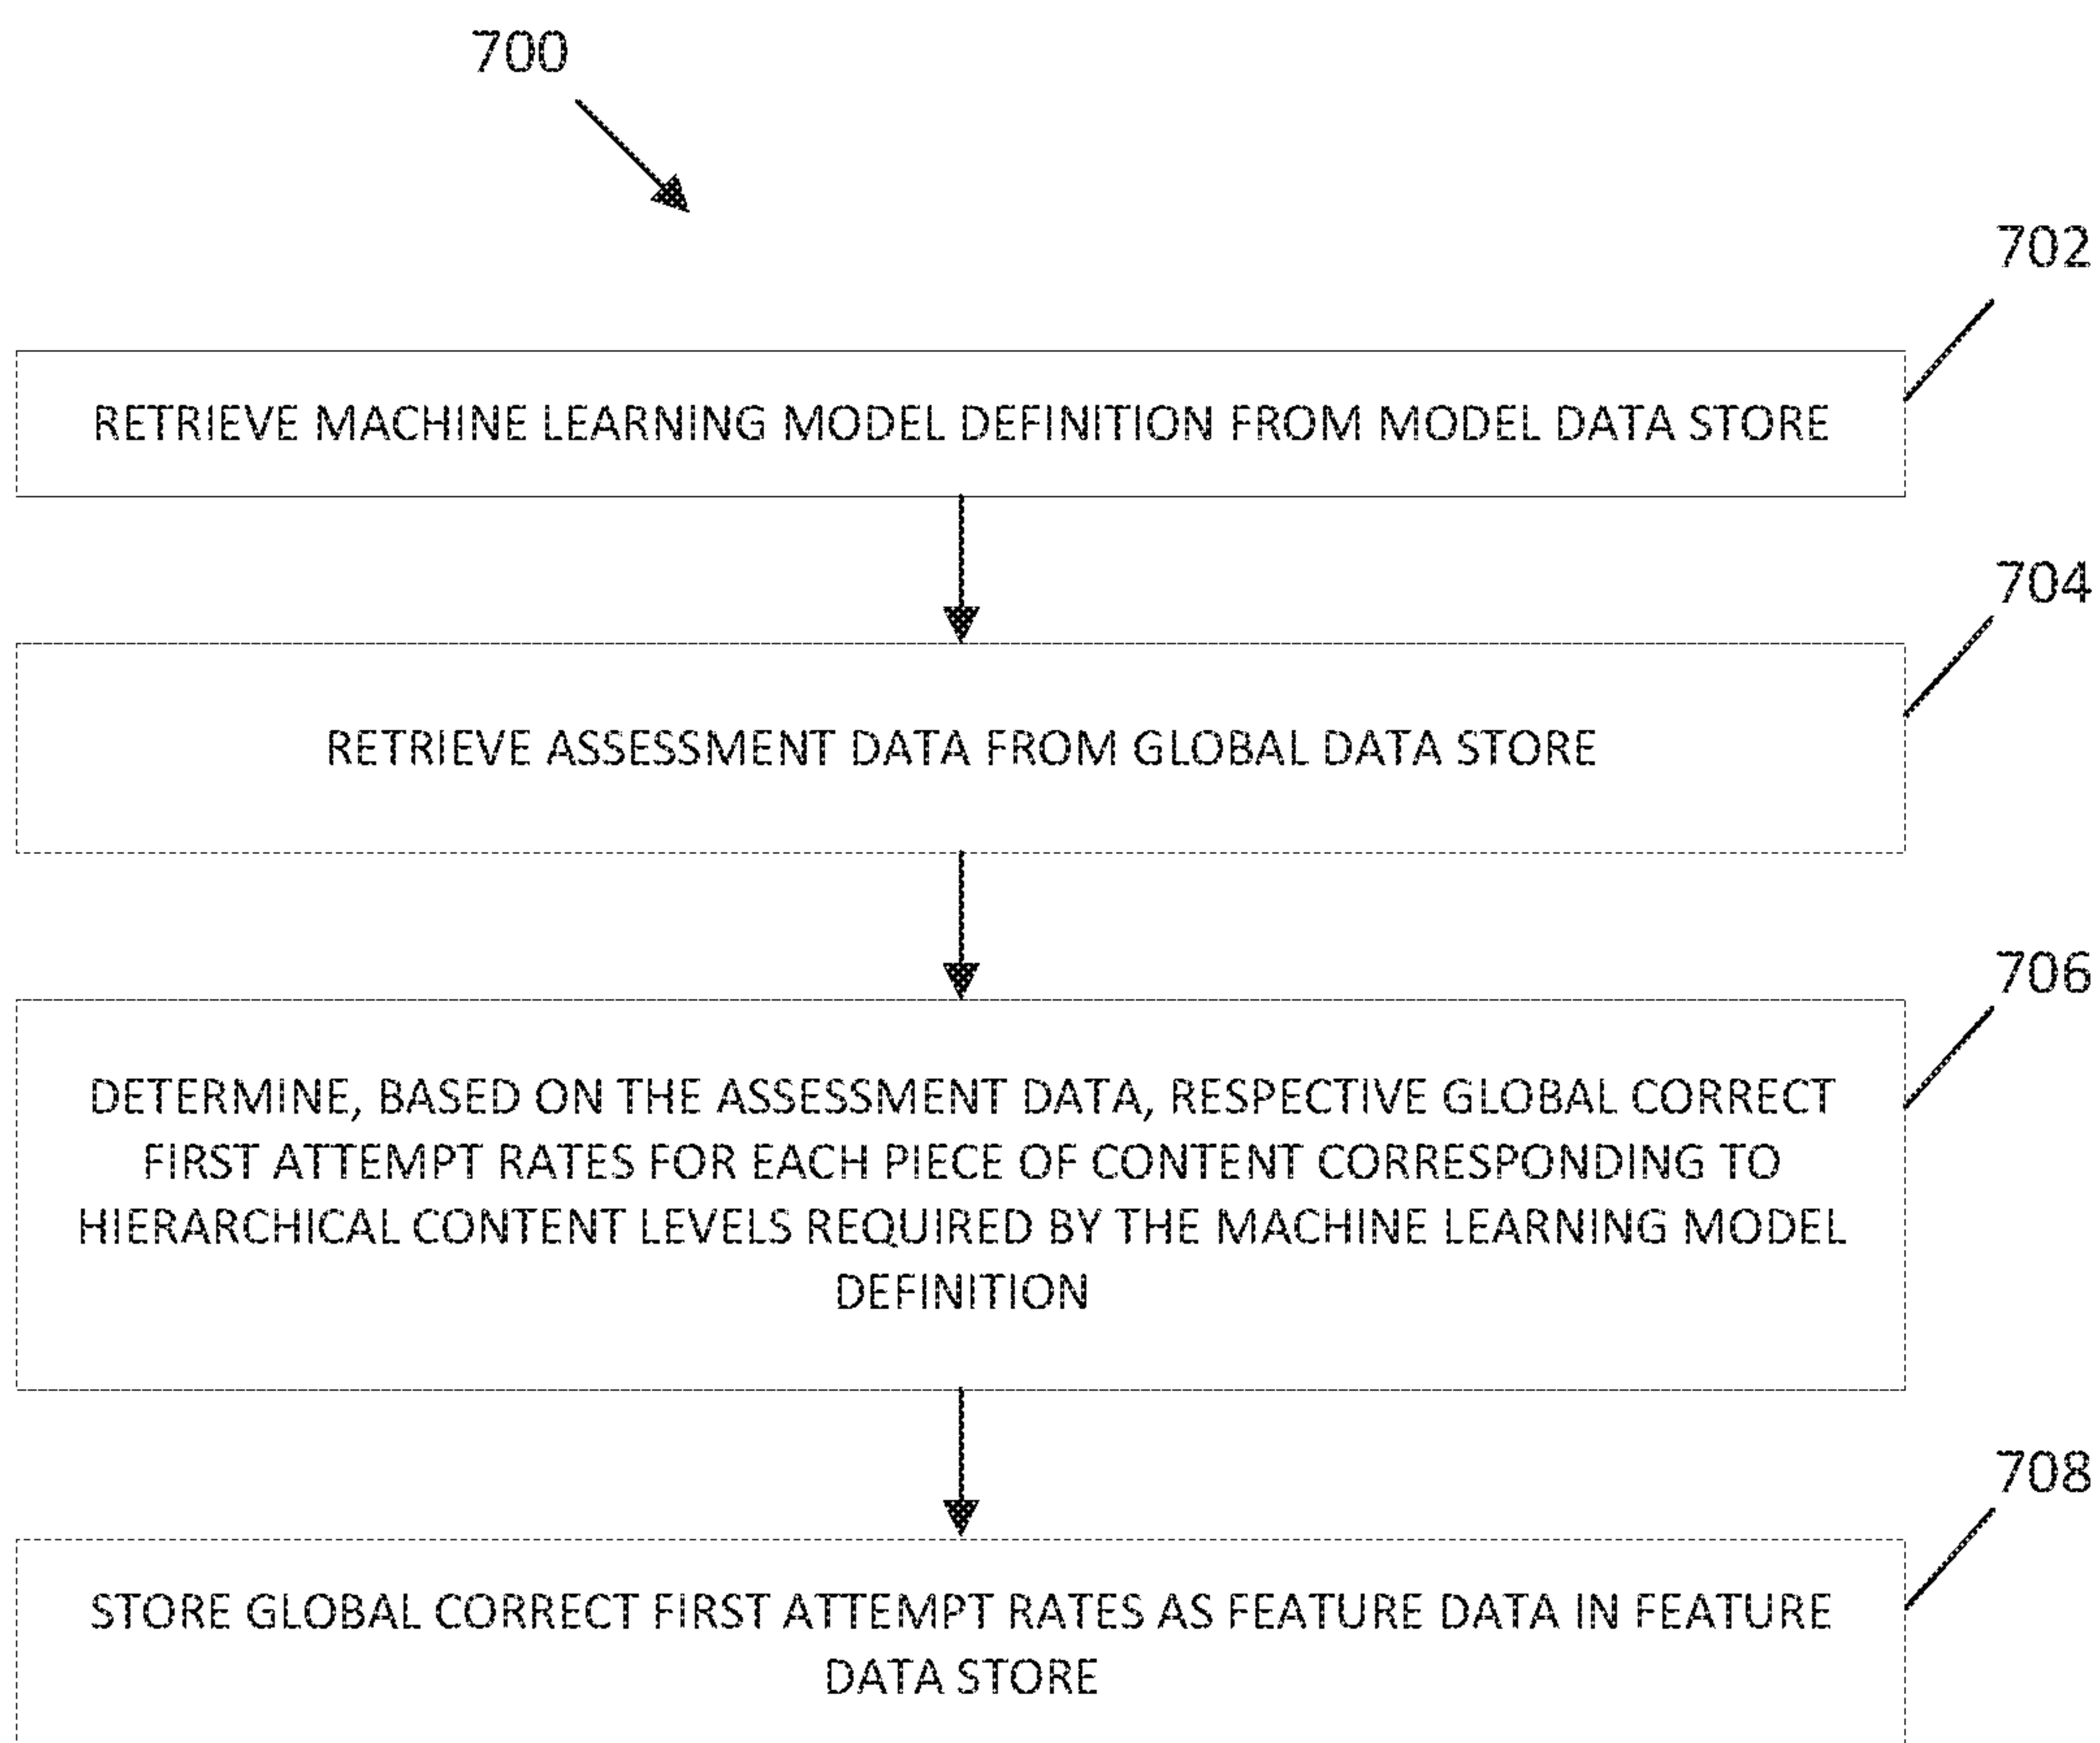 700
702
RETRIEVE MACHINE LEARNING MODEL DEFINITION FROM MODEL DATA STORE
704
RETRIEVE ASSESSMENT DATA FROM GLOBAL DATA STORE
706
DETERMINE, BASED ON THE ASSESSMENT DATA, RESPECTIVE GLOBAL CORRECT
FIRST ATTEMPT RATES FOR EACH PIECE OF CONTENT CORRESPONDING TO
HIERARCHICAL CONTENT LEVELS REQUIRED BY THE MACHINE LEARNING MODEL
DEFINITION
708
STORE GLOBAL CORRECT FIRST ATTEMPT RATES AS FEATURE DATA IN FEATURE
DATA STORE